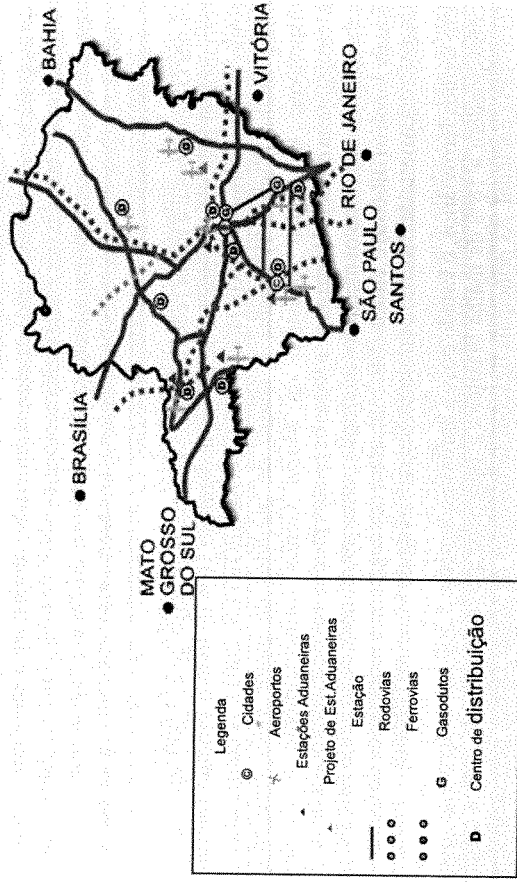 BAHIA
VITÓRIA
RIO DE JANEIRO
SÃO PAULO
SANTOS
BRASÍLIA
MATO
GROSSO
DO SUL
Legenda
Cidades
Aeroportos
Estações Aduaneiras
Projeto de Est.Aduaneiras
Estação
Rodovias
Ferrovias
G Gasodutos
D Centro de distribuição